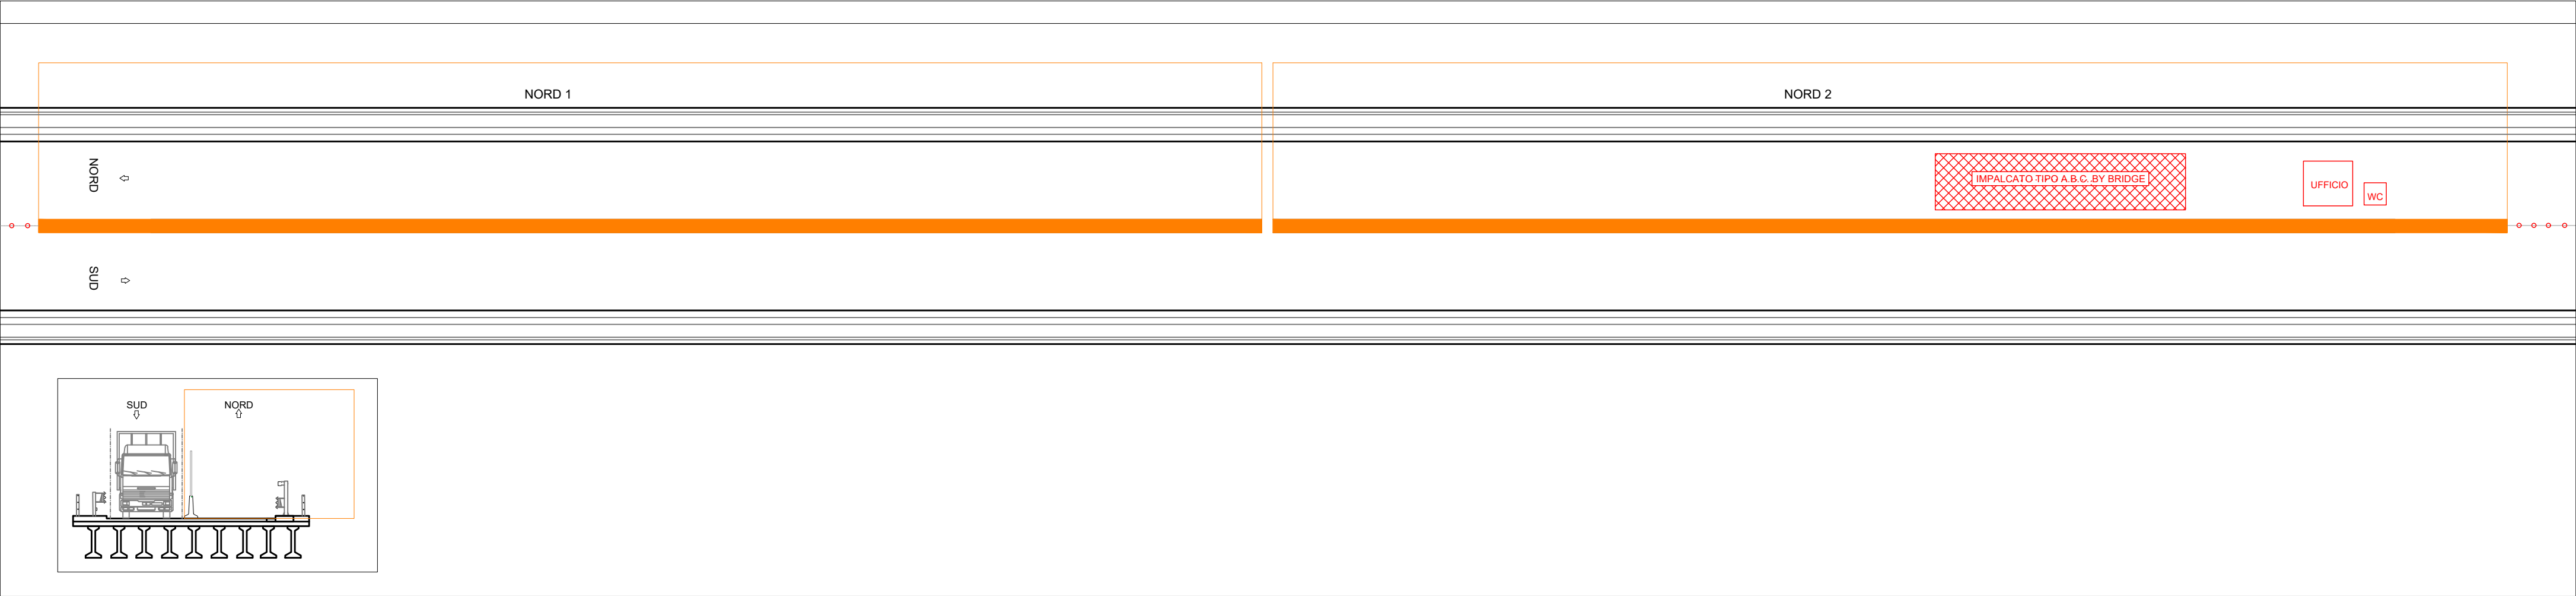 NORD 1
NORD 2
NORD
IMPALCATO TIPO A.B.C. BY BRIDGE
UFFICIO
WC
SUD
SUD
NORD